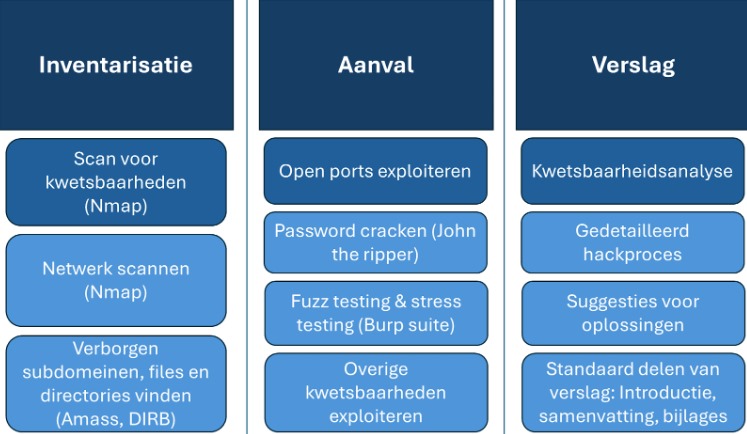 Inventarisatie
Scan voor
kwetsbaarheden
(Nmap)
Netwerk scannen
(Nmap)
Verborgen
subdomeinen, files en
directories vinden
(Amass, DIRB)
Aanval
Open ports exploiteren
Password cracken (John
the ripper)
Fuzz testing & stress
testing (Burp suite)
Overige
kwetsbaarheden
exploiteren
Verslag
Kwetsbaarheidsanalyse
Gedetailleerd
hackproces
Suggesties voor
oplossingen
Standaard delen van
verslag: Introductie,
samenvatting, bijlages